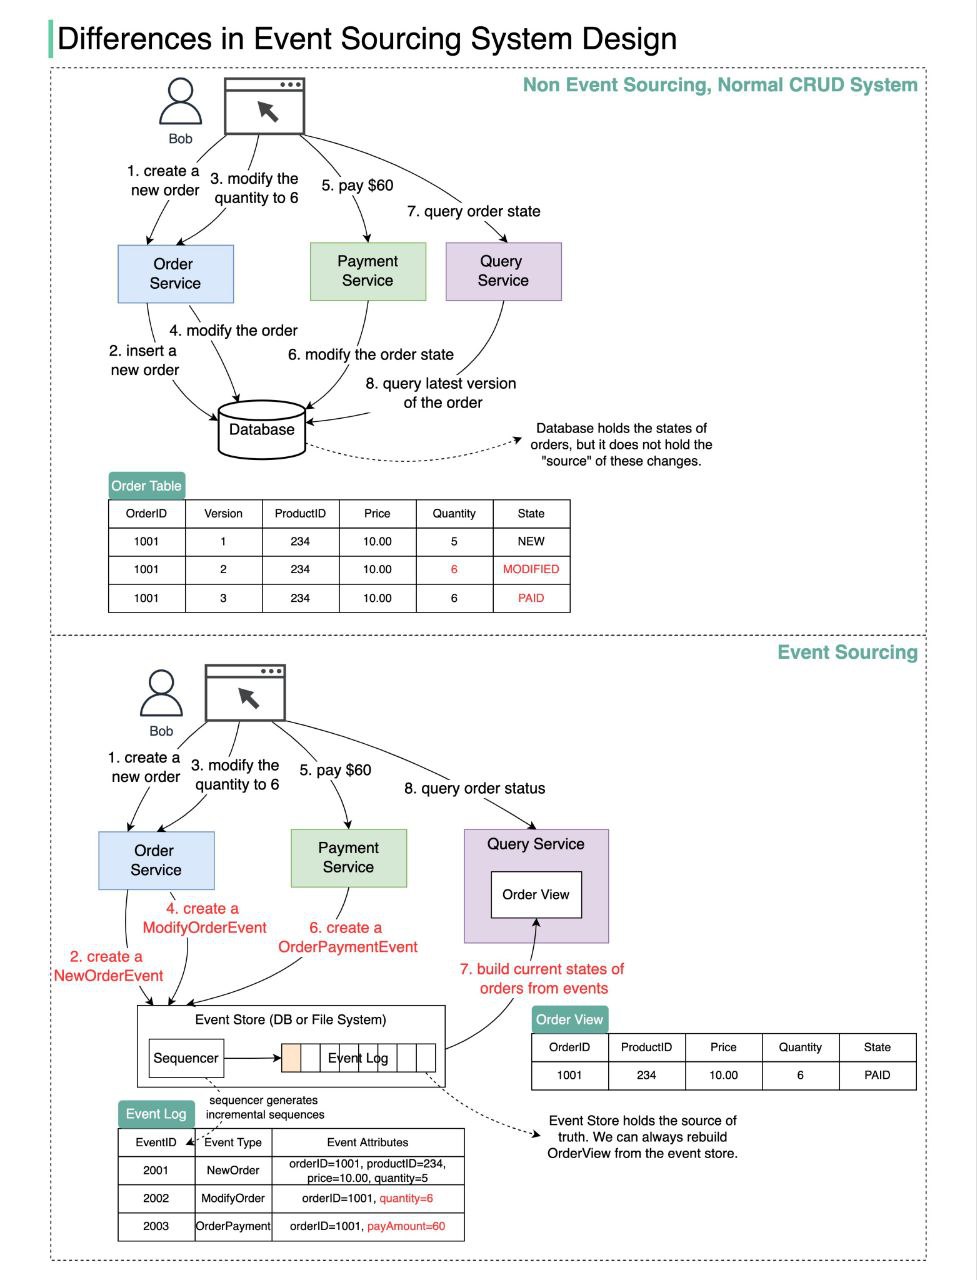 Differences in Event Sourcing System Design
Non Event Sourcing, Normal CRUD System
Bob
1. create a
new order
3. modify the
quantity to 6
5. pay $60
7. query order state
Order
Service
Payment
Service
Query
Service
4. modify the order
2. insert a
new order
6. modify the order state
8. query latest version
of the order
Database
Database holds the states of
orders, but it does not hold the
"source" of these changes.
Order Table
OrderID Version ProductID Price Quantity State
1001 1 234 10.00 5 NEW
1001 2 234 10.00 6 MODIFIED
1001 3 234 10.00 6 PAID
Event Sourcing
Bob
1. create a
new order
3. modify the
quantity to 6
5. pay $60
8. query order status
Order
Service
Payment
Service
Query Service
Order View
4. create a
ModifyOrderEvent
6. create a
OrderPaymentEvent
2. create a
NewOrderEvent
7. build current states of
orders from events
Event Store (DB or File System)
Sequencer
Event Log
Order View
OrderID ProductID Price Quantity State
1001 234 10.00 6 PAID
sequencer generates
incremental sequences
Event Store holds the source of
truth. We can always rebuild
OrderView from the event store.
Event Log
EventID Event Type Event Attributes
2001 NewOrder orderID=1001, productID=234,
price=10.00, quantity=5
2002 ModifyOrder orderID=1001, quantity=6
2003 OrderPayment orderID=1001, payAmount=60